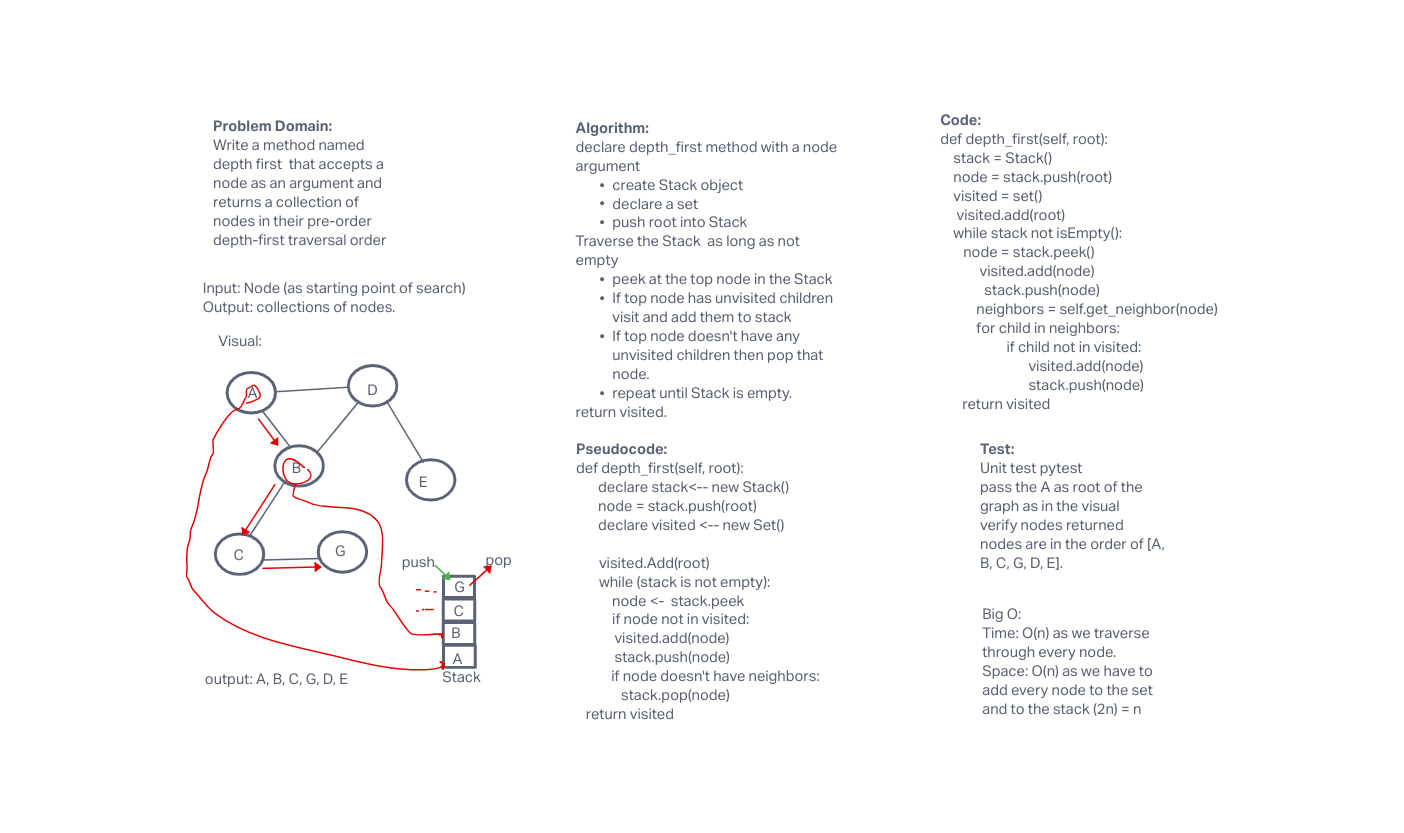 Problem Domain:
Write a method named
depth first  that accepts a
node as an argument and
returns a collection of
nodes in their pre-order
depth-first traversal order
Input: Node (as starting point of search)
Output: collections of nodes.
Visual:
A
D
B
E
C
G
push
pop
G
C
B
A
Stack
output: A, B, C, G, D, E
Algorithm:
declare depth_first method with a node
argument
• create Stack object
• declare a set
• push root into Stack
Traverse the Stack  as long as not
empty
• peek at the top node in the Stack
• If top node has unvisited children
visit and add them to stack
• If top node doesn't have any
unvisited children then pop that
node.
• repeat until Stack is empty.
return visited.
Pseudocode:
def depth_first(self, root):
declare stack<-- new Stack()
node = stack.push(root)
declare visited <-- new Set()
visited.Add(root)
while (stack is not empty):
node <-  stack.peek
if node not in visited:
visited.add(node)
stack.push(node)
if node doesn't have neighbors:
stack.pop(node)
return visited
Code:
def depth_first(self, root):
stack = Stack()
node = stack.push(root)
visited = set()
visited.add(root)
while stack not isEmpty():
node = stack.peek()
visited.add(node)
stack.push(node)
neighbors = self.get_neighbor(node)
for child in neighbors:
if child not in visited:
visited.add(node)
stack.push(node)
return visited
Test:
Unit test pytest
pass the A as root of the
graph as in the visual
verify nodes returned
nodes are in the order of [A,
B, C, G, D, E].
Big O:
Time: O(n) as we traverse
through every node.
Space: O(n) as we have to
add every node to the set
and to the stack (2n) = n